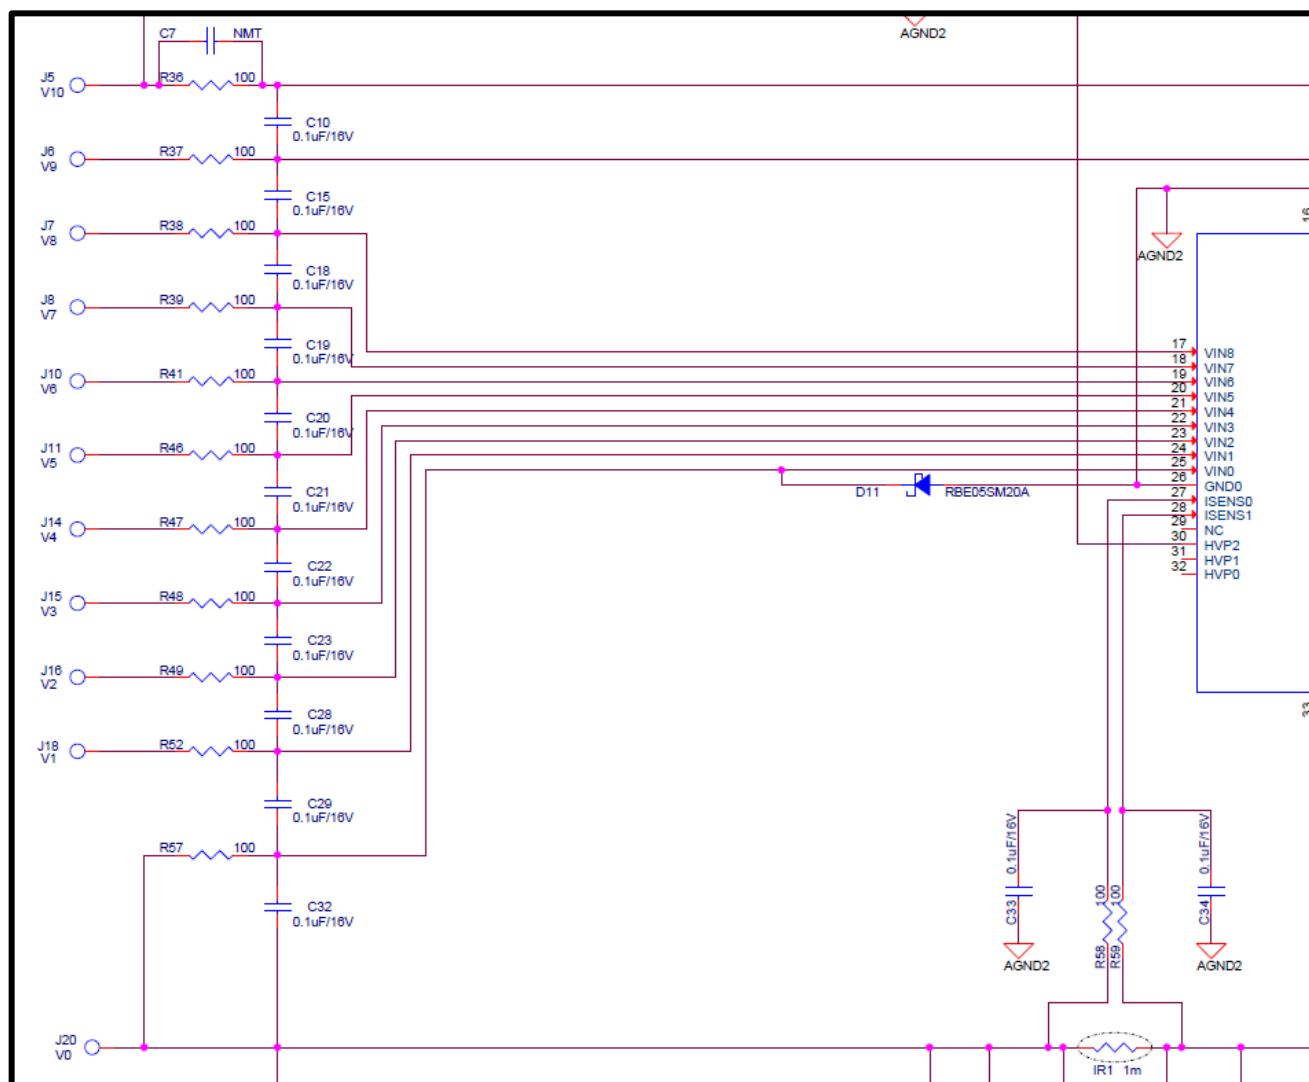 C7 NMT
AGND2
J5
V10
R36 100
C10
0.1uF/16V
J6
V9
R37 100
C15
0.1uF/16V
J7
V8
R38 100
C18
0.1uF/16V
J8
V7
R39 100
C19
0.1uF/16V
J10
V6
R41 100
C20
0.1uF/16V
J11
V5
R46 100
C21
0.1uF/16V
J14
V4
R47 100
C22
0.1uF/16V
J15
V3
R48 100
C23
0.1uF/16V
J16
V2
R49 100
C28
0.1uF/16V
J18
V1
R52 100
C29
0.1uF/16V
R57 100
C32
0.1uF/16V
J20
V0
AGND2
16
17 VIN8
18 VIN7
19 VIN6
20 VIN5
21 VIN4
22 VIN3
23 VIN2
24 VIN1
25 VIN0
26 GND0
27 ISENS0
28 ISENS1
29 NC
30 HVP2
31 HVP1
32 HVP0
33
D11 RBE05SM20A
C33 0.1uF/16V
AGND2
R58 100
R59 100
C34 0.1uF/16V
AGND2
IR1 1m